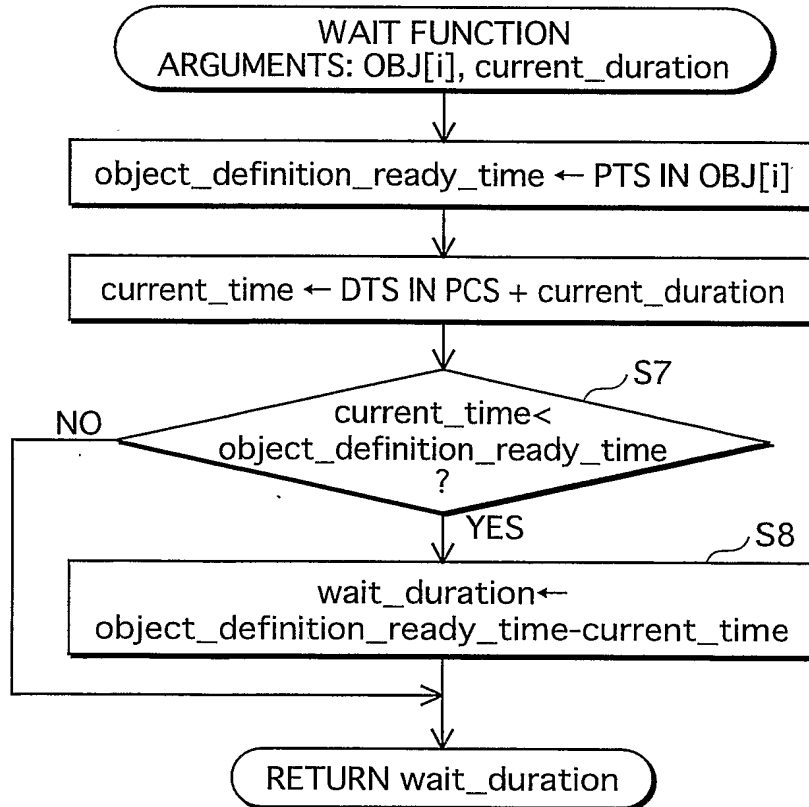 WAIT FUNCTION
ARGUMENTS: OBJ[i], current_duration
object_definition_ready_time ← PTS IN OBJ[i]
current_time ← DTS IN PCS + current_duration
S7
current_time<
object_definition_ready_time
?
NO
YES
S8
wait_duration←
object_definition_ready_time-current_time
RETURN wait_duration